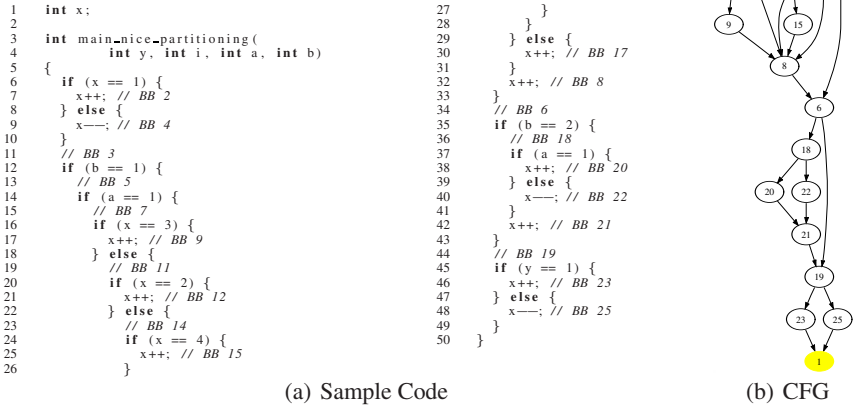 1 int x;
2
3 int main_nice_partitioning(
4 int y, int i, int a, int b)
5 {
6 if (x == 1) {
7 x++; // BB 2
8 } else {
9 x--; // BB 4
10 }
11 // BB 3
12 if (b == 1) {
13 // BB 5
14 if (a == 1) {
15 // BB 7
16 if (x == 3) {
17 x++; // BB 9
18 } else {
19 // BB 11
20 if (x == 2) {
21 x++; // BB 12
22 } else {
23 // BB 14
24 if (x == 4) {
25 x++; // BB 15
26 }
27 }
28 }
29 } else {
30 x++; // BB 17
31 }
32 x++; // BB 8
33 }
34 // BB 6
35 if (b == 2) {
36 // BB 18
37 if (a == 1) {
38 x++; // BB 20
39 } else {
40 x--; // BB 22
41 }
42 x++; // BB 21
43 }
44 // BB 19
45 if (y == 1) {
46 x++; // BB 23
47 } else {
48 x--; // BB 25
49 }
50 }
9 15
8
6
18
20 22
21
19
23 25
1
(a) Sample Code
(b) CFG